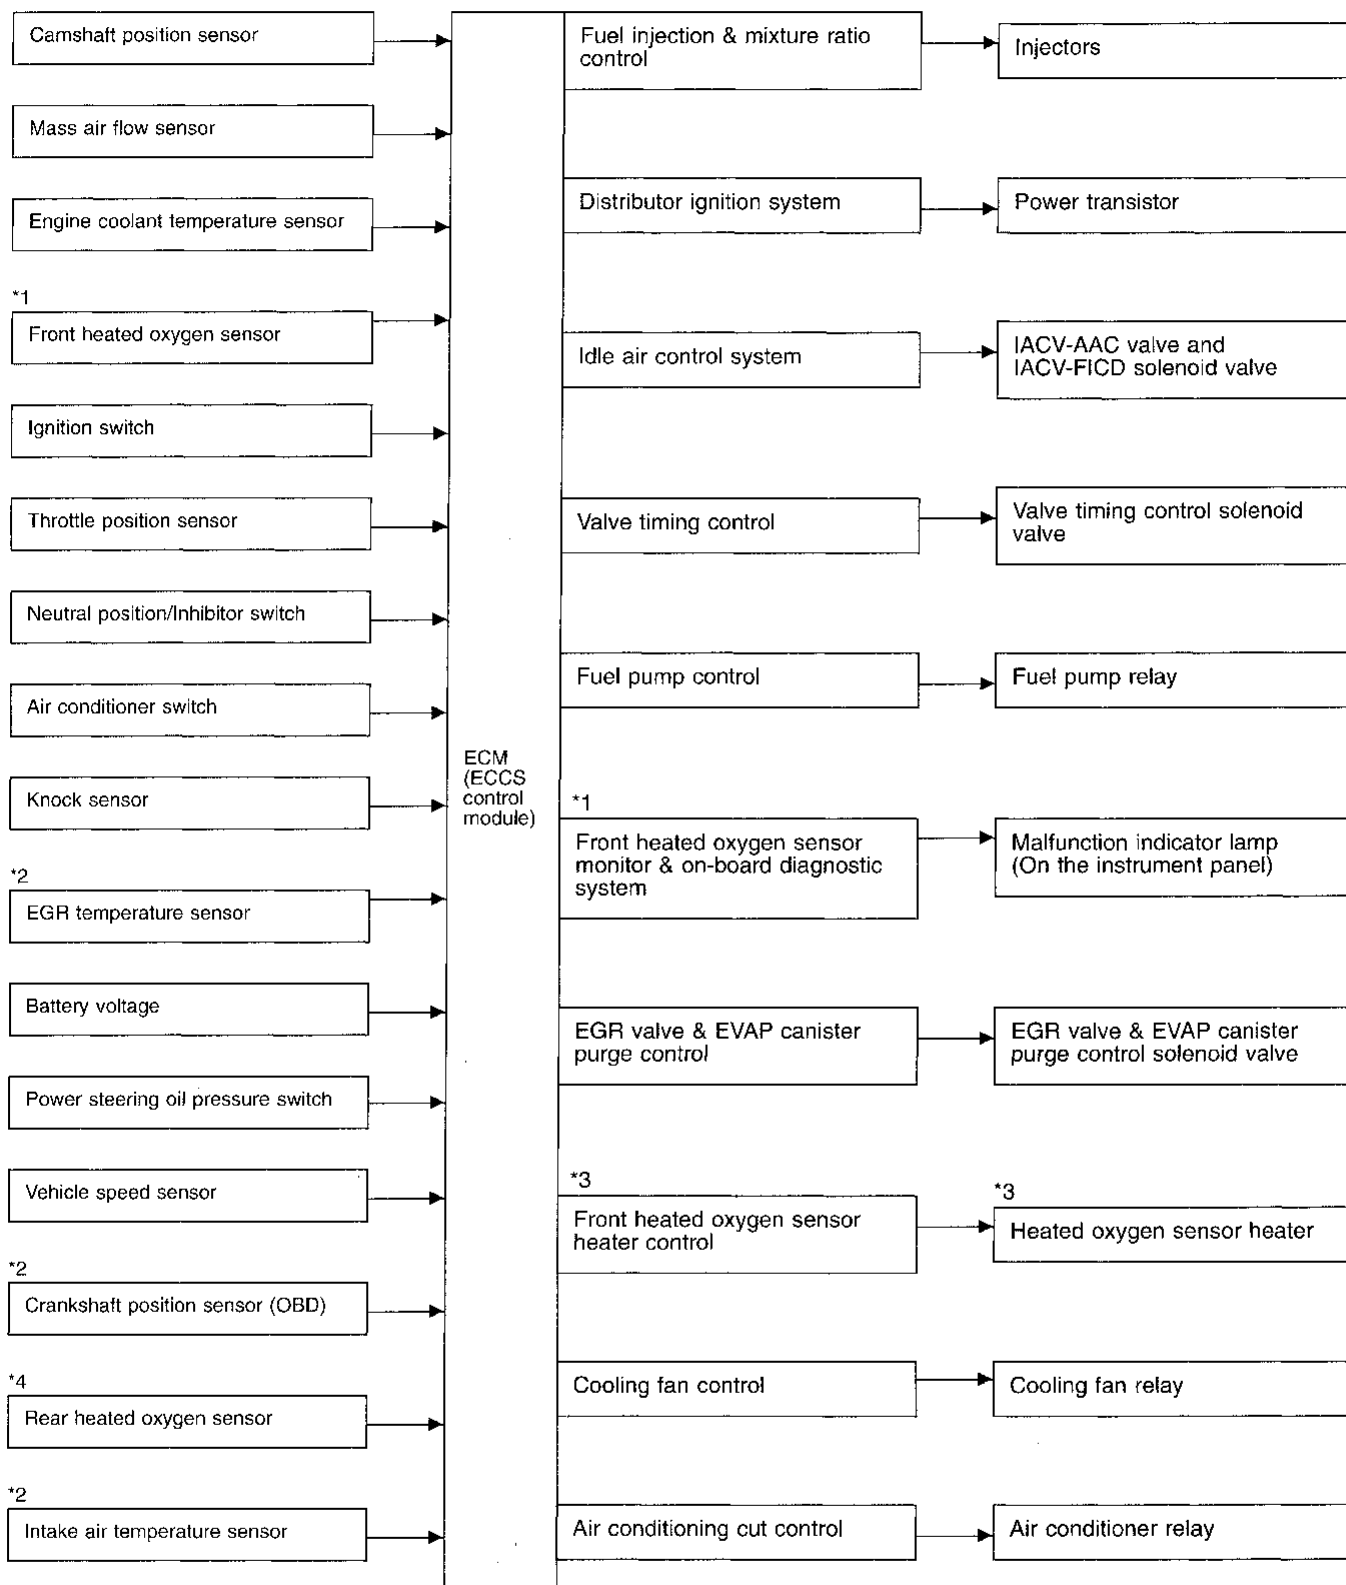 Camshaft position sensor
Mass air flow sensor
Engine coolant temperature sensor
*1
Front heated oxygen sensor
Ignition switch
Throttle position sensor
Neutral position/Inhibitor switch
Air conditioner switch
Knock sensor
*2
EGR temperature sensor
Battery voltage
Power steering oil pressure switch
Vehicle speed sensor
*2
Crankshaft position sensor (OBD)
*4
Rear heated oxygen sensor
*2
Intake air temperature sensor
ECM
(ECCS
control
module)
Fuel injection & mixture ratio
control
Injectors
Distributor ignition system
Power transistor
Idle air control system
IACV-AAC valve and
IACV-FICD solenoid valve
Valve timing control
Valve timing control solenoid
valve
Fuel pump control
Fuel pump relay
*1
Front heated oxygen sensor
monitor & on-board diagnostic
system
Malfunction indicator lamp
(On the instrument panel)
EGR valve & EVAP canister
purge control
EGR valve & EVAP canister
purge control solenoid valve
*3
Front heated oxygen sensor
heater control
*3
Heated oxygen sensor heater
Cooling fan control
Cooling fan relay
Air conditioning cut control
Air conditioner relay